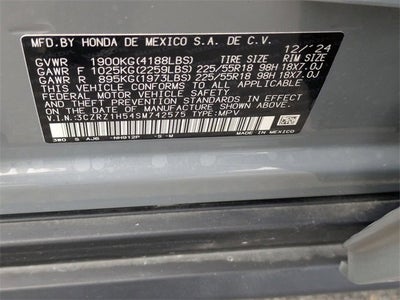 MFD.BY HONDA DE MEXICO S.A. DE C.V. 12/'24
GVWR 1900KG(4188LBS) TIRE SIZE RIM SIZE
GAWR F 1025KG(2259LBS) 225/55R18 98H 18X7.0J
GAWR R 895KG(1973LBS) 225/55R18 98H 18X7.0J
THIS VEHICLE CONFORMS TO ALL APPLICABLE
FEDERAL MOTOR VEHICLE SAFETY AND THEFT
PREVENTION STANDARDS IN EFFECT ON THE
DATE OF MANUFACTURE SHOWN ABOVE.
V.I.N.:3CZRZ1H54SM742575 TYPE:MPV
3W0 S AJ6 NH912P S-M MADE IN MEXICO